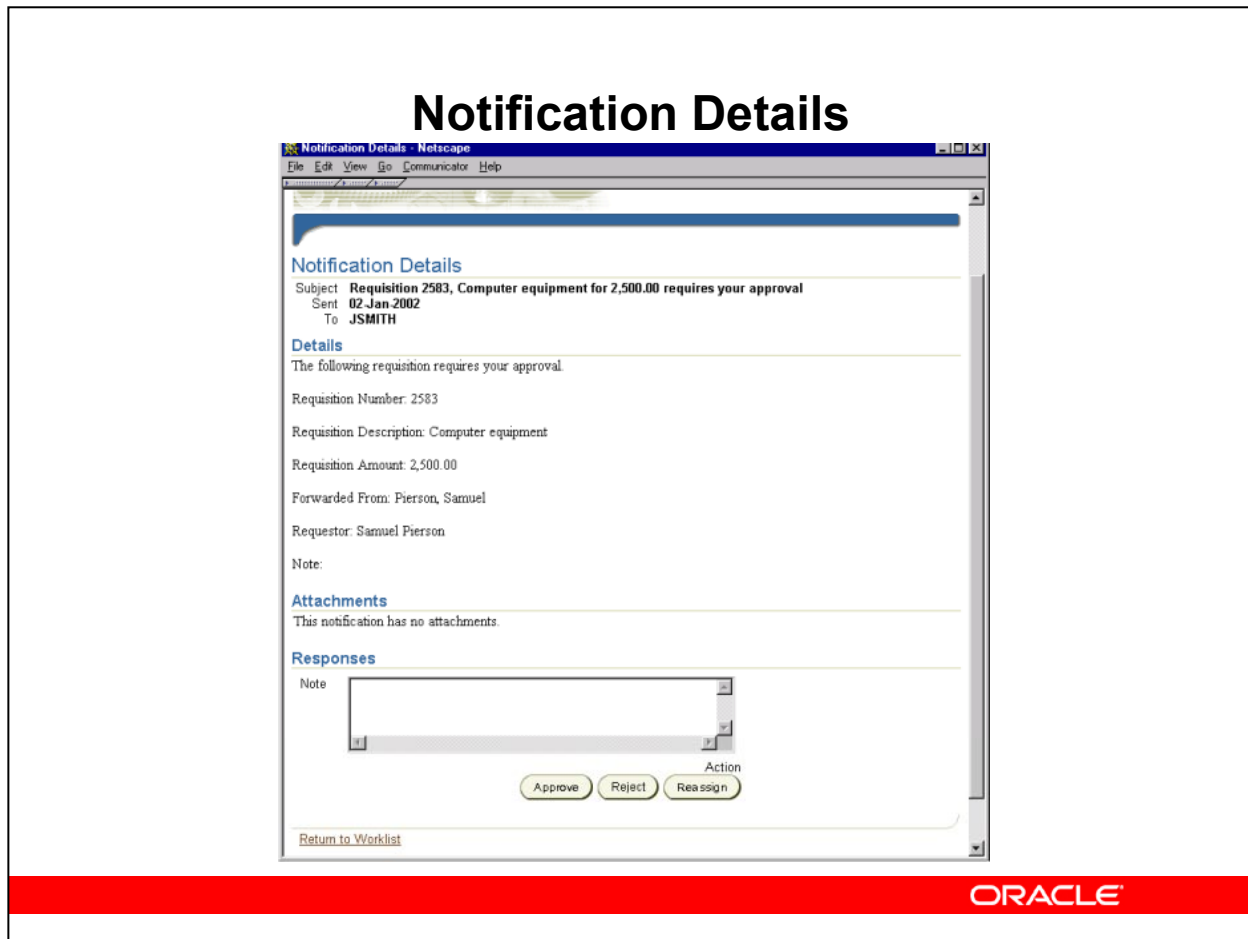 Notification Details
Notification Details - Netscape
File Edit View Go Communicator Help
Notification Details
Subject Requisition 2583, Computer equipment for 2,500.00 requires your approval
Sent 02-Jan-2002
To JSMITH
Details
The following requisition requires your approval.
Requisition Number: 2583
Requisition Description: Computer equipment
Requisition Amount: 2,500.00
Forwarded From: Pierson, Samuel
Requestor: Samuel Pierson
Note:
Attachments
This notification has no attachments.
Responses
Note
Action
Approve Reject Reassign
Return to Worklist
ORACLE